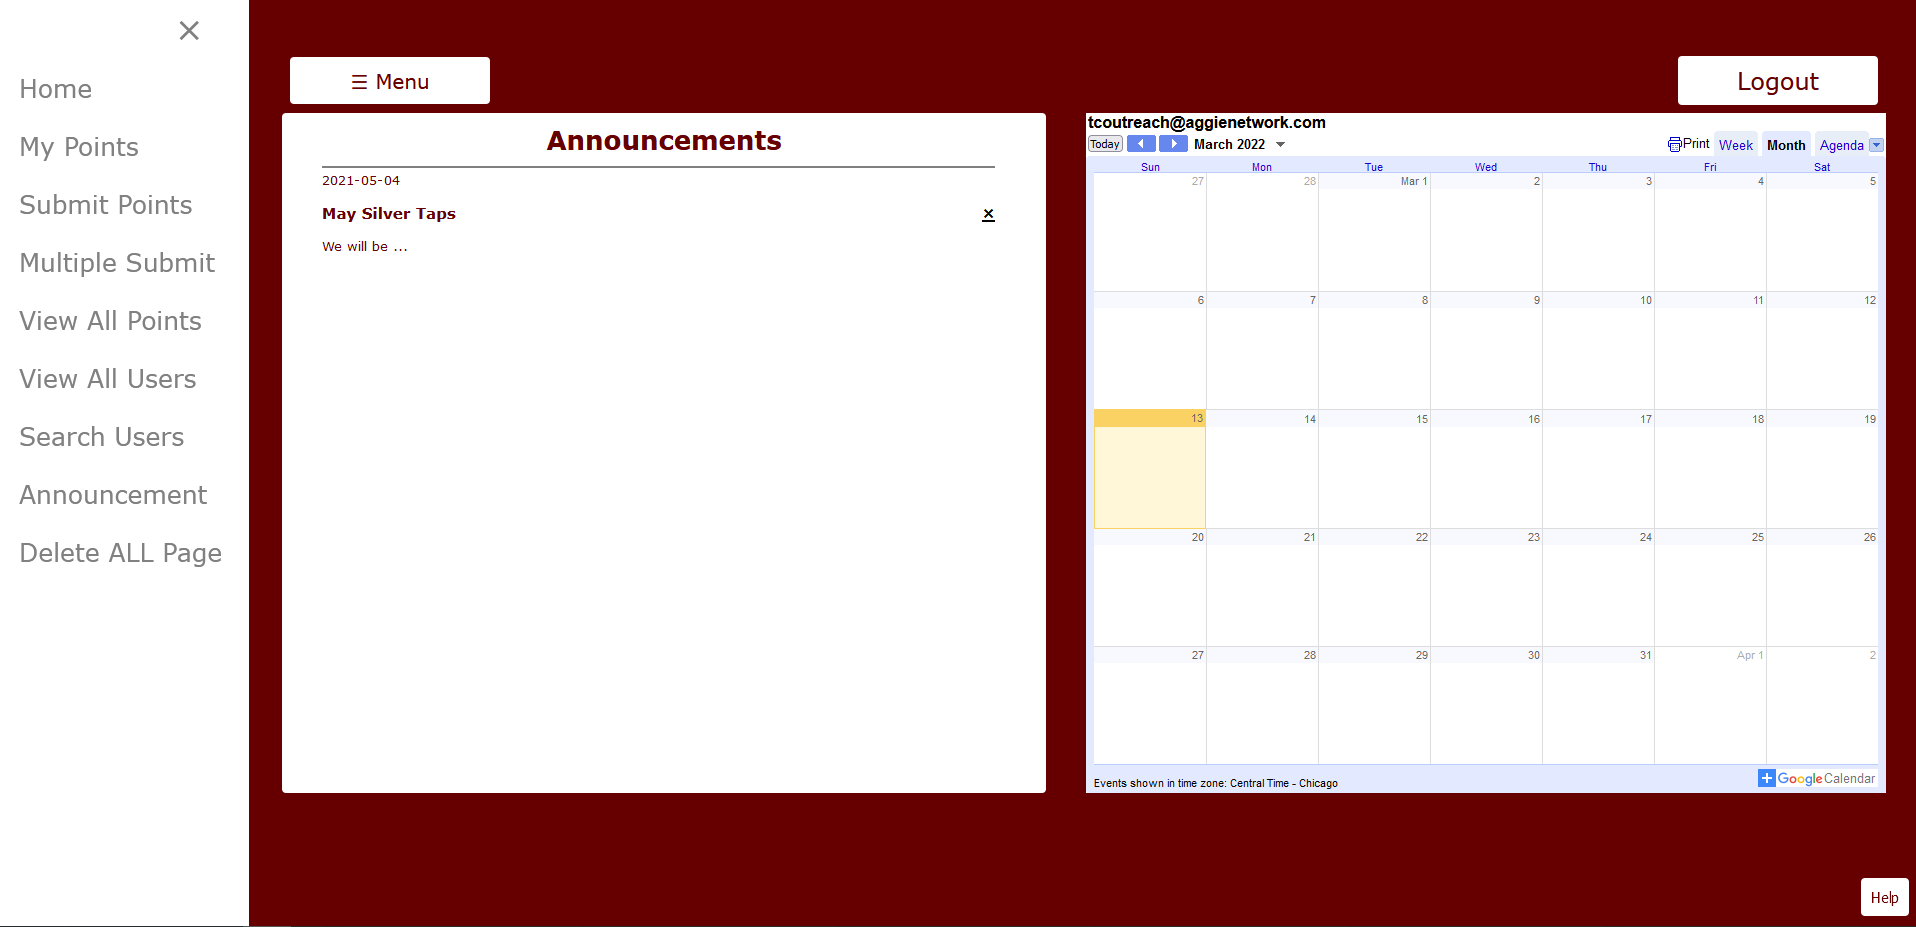 ×
Home
My Points
Submit Points
Multiple Submit
View All Points
View All Users
Search Users
Announcement
Delete ALL Page
☰ Menu
Logout
Announcements
2021-05-04
May Silver Taps
×
We will be ...
tcoutreach@aggienetwork.com
Today March 2022 Print Week Month Agenda
Sun Mon Tue Wed Thu Fri Sat
27 28 Mar 1 2 3 4 5
6 7 8 9 10 11 12
13 14 15 16 17 18 19
20 21 22 23 24 25 26
27 28 29 30 31 Apr 1 2
Events shown in time zone: Central Time - Chicago
+ Google Calendar
Help